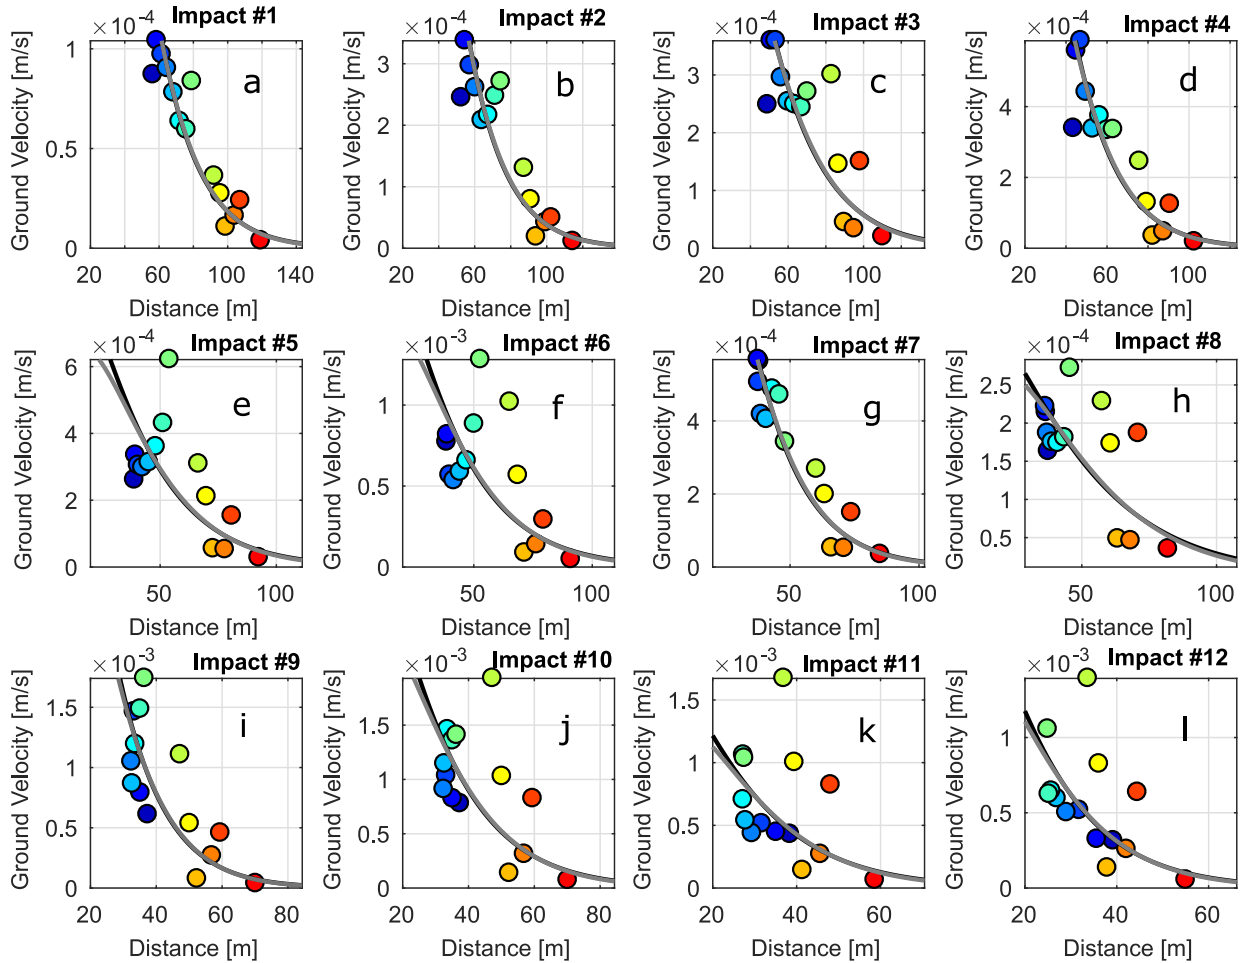 ×10-4 Impact #1
a
Ground Velocity [m/s]
1
0.5
0
20 60 100 140
Distance [m]
×10-4 Impact #2
b
Ground Velocity [m/s]
3
2
1
0
20 60 100
Distance [m]
×10-4 Impact #3
c
Ground Velocity [m/s]
3
2
1
0
20 60 100
Distance [m]
×10-4 Impact #4
d
Ground Velocity [m/s]
4
2
0
20 60 100
Distance [m]
×10-4 Impact #5
e
Ground Velocity [m/s]
6
4
2
0
50 100
Distance [m]
×10-3 Impact #6
f
Ground Velocity [m/s]
1
0.5
0
50 100
Distance [m]
×10-4 Impact #7
g
Ground Velocity [m/s]
4
2
0
50 100
Distance [m]
×10-4 Impact #8
h
Ground Velocity [m/s]
2.5
2
1.5
1
0.5
50 100
Distance [m]
×10-3 Impact #9
i
Ground Velocity [m/s]
1.5
1
0.5
0
20 40 60 80
Distance [m]
×10-3 Impact #10
j
Ground Velocity [m/s]
1.5
1
0.5
0
20 40 60 80
Distance [m]
×10-3 Impact #11
k
Ground Velocity [m/s]
1.5
1
0.5
0
20 40 60
Distance [m]
×10-3 Impact #12
l
Ground Velocity [m/s]
1
0.5
0
20 40 60
Distance [m]